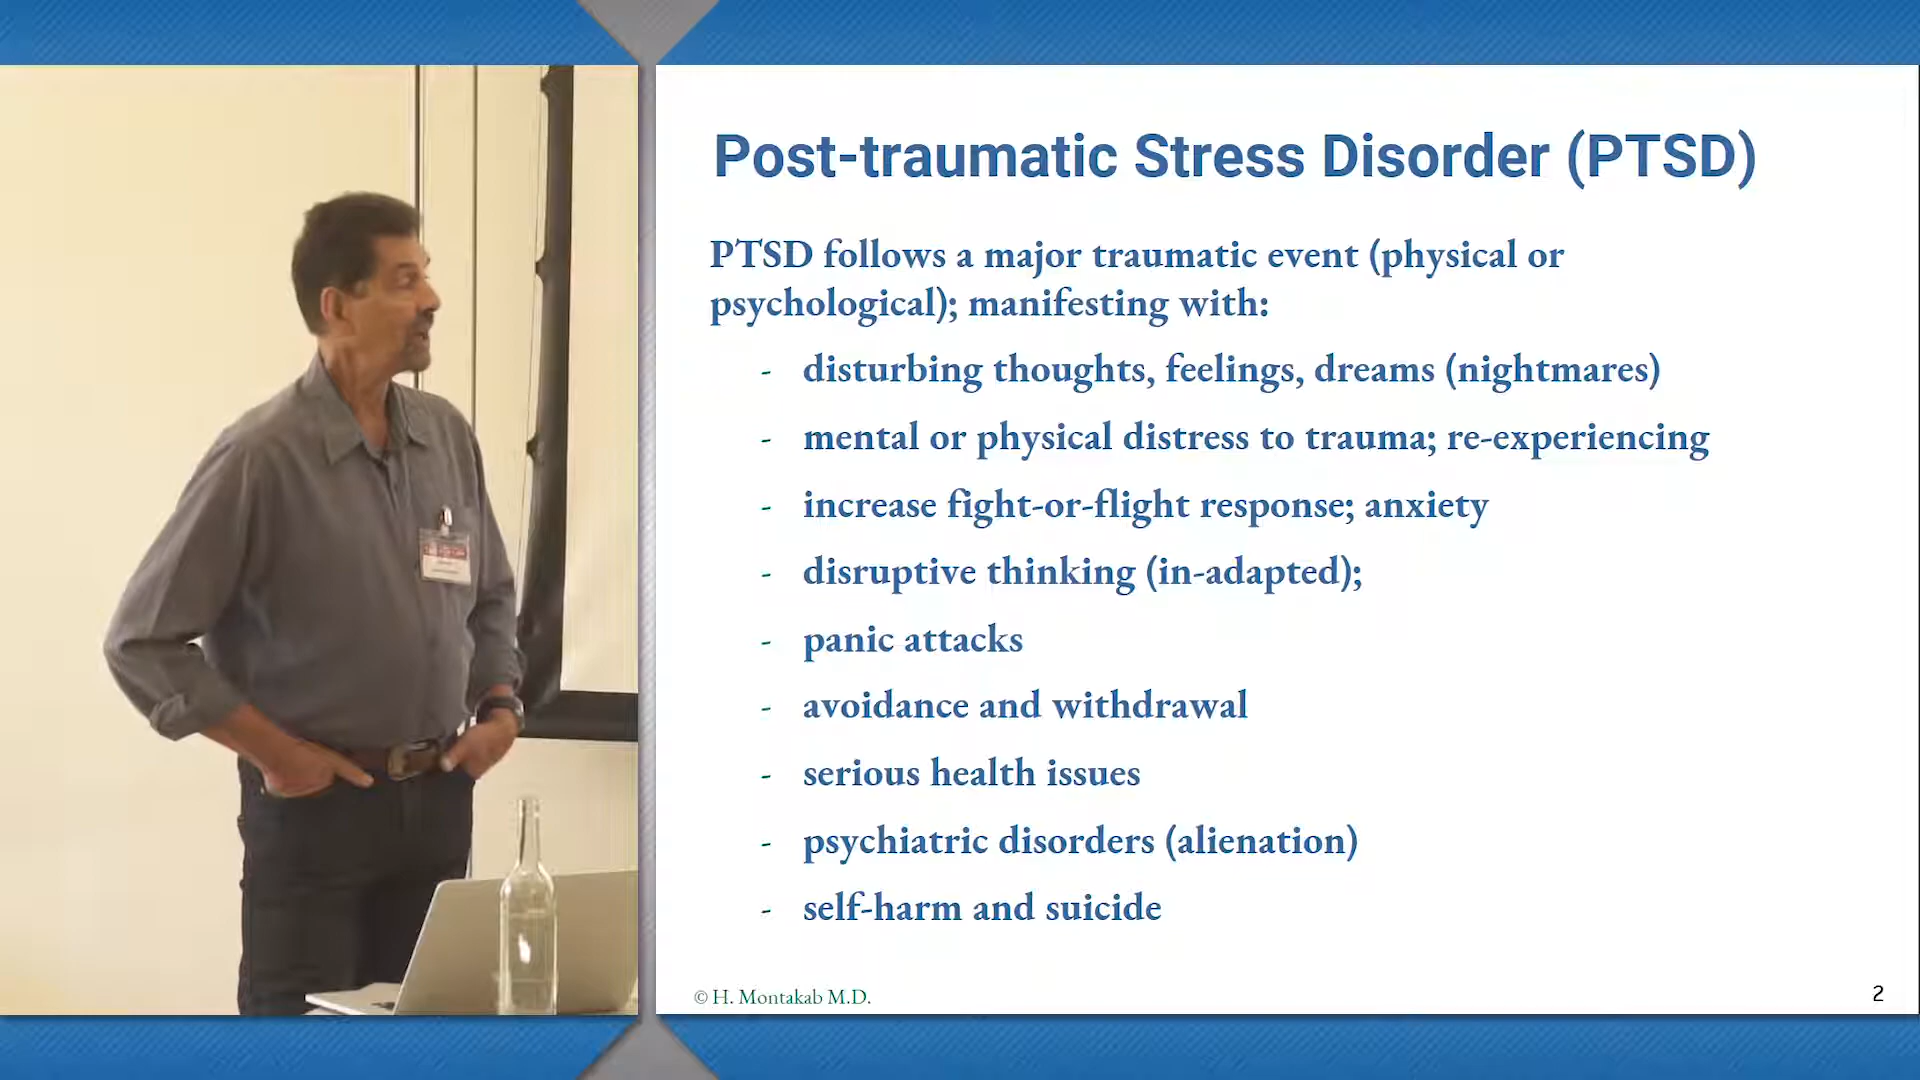 Post-traumatic Stress Disorder (PTSD)
PTSD follows a major traumatic event (physical or
psychological); manifesting with:
- disturbing thoughts, feelings, dreams (nightmares)
- mental or physical distress to trauma; re-experiencing
- increase fight-or-flight response; anxiety
- disruptive thinking (in-adapted);
- panic attacks
- avoidance and withdrawal
- serious health issues
- psychiatric disorders (alienation)
- self-harm and suicide
© H. Montakab M.D.
2